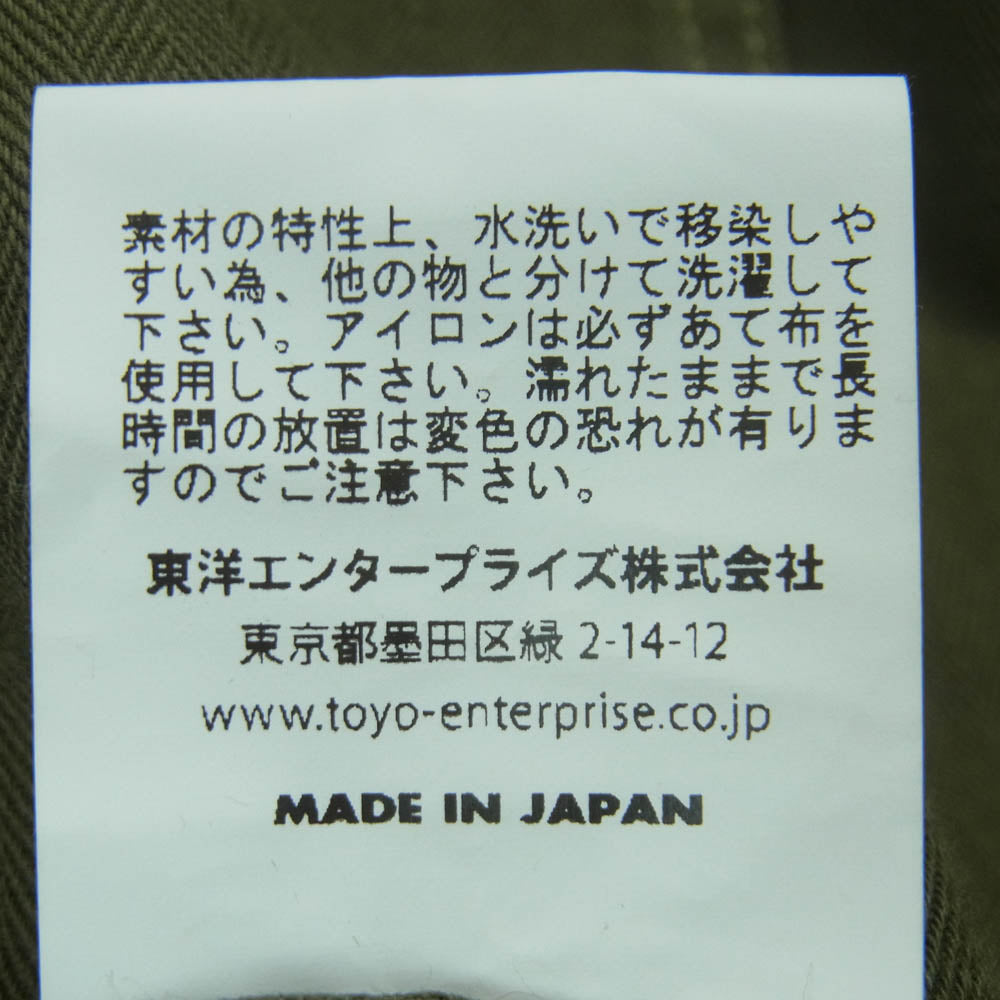 素材の特性上、水洗いで移染しや
すい為、他の物と分けて洗濯して
下さい。アイロンは必ずあて布を
使用して下さい。濡れたままで長
時間の放置は変色の恐れが有りま
すのでご注意下さい。
東洋エンタープライズ株式会社
東京都墨田区緑 2-14-12
www.toyo-enterprise.co.jp
MADE IN JAPAN